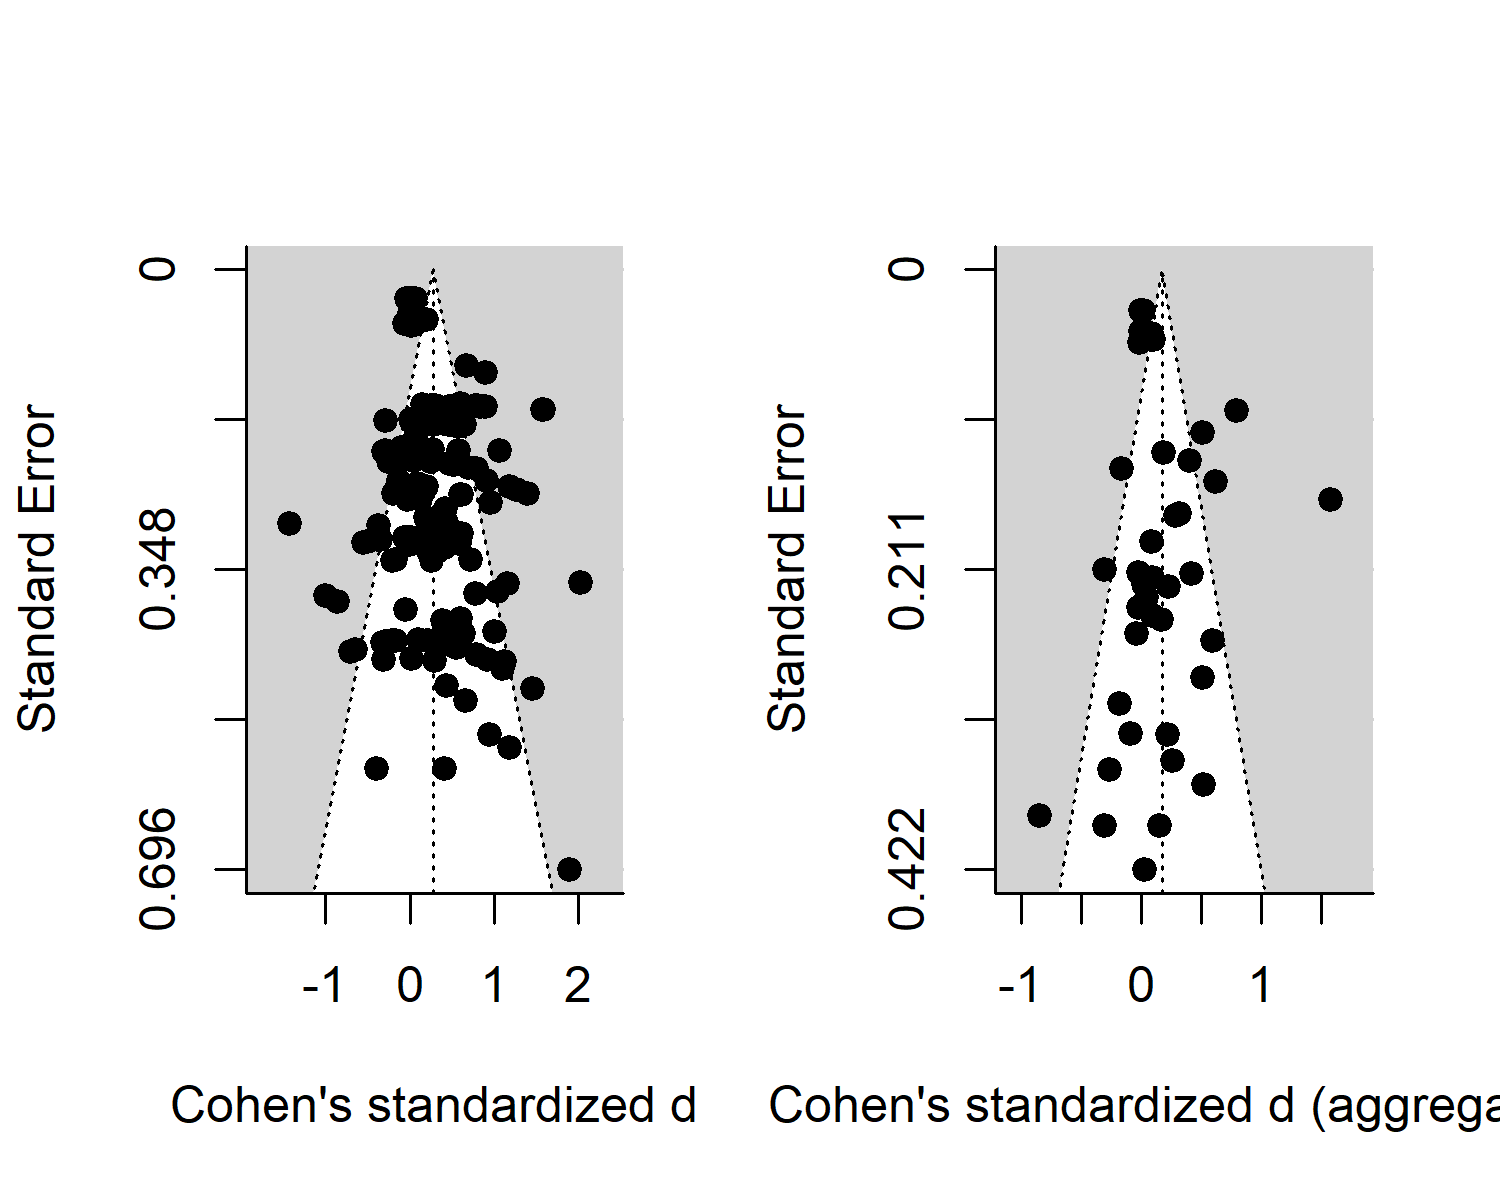 Standard Error
0
0.348
0.696
-1 0 1 2
Cohen's standardized d
Standard Error
0
0.211
0.422
-1 0 1
Cohen's standardized d (aggrega